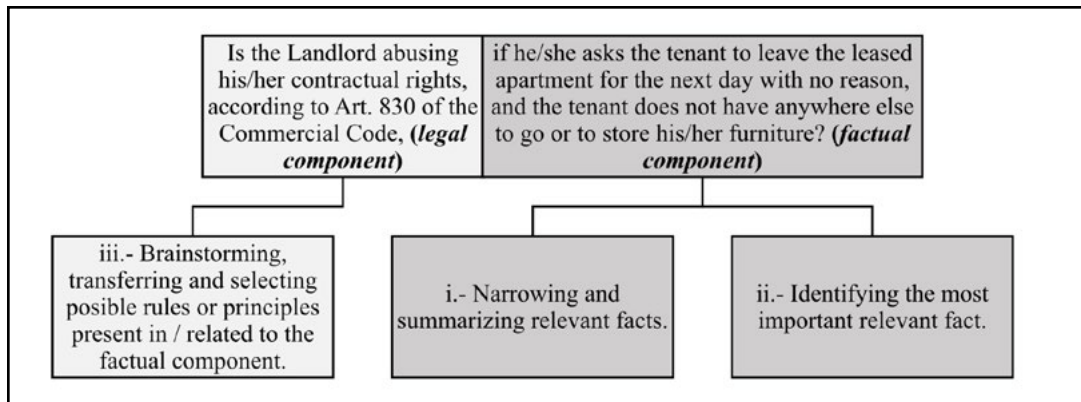 Is the Landlord abusing
his/her contractual rights,
according to Art. 830 of the
Commercial Code, (legal
component)
if he/she asks the tenant to leave the leased
apartment for the next day with no reason,
and the tenant does not have anywhere else
to go or to store his/her furniture? (factual
component)
iii.- Brainstorming,
transferring and selecting
posible rules or principles
present in / related to the
factual component.
i.- Narrowing and
summarizing relevant facts.
ii.- Identifying the most
important relevant fact.